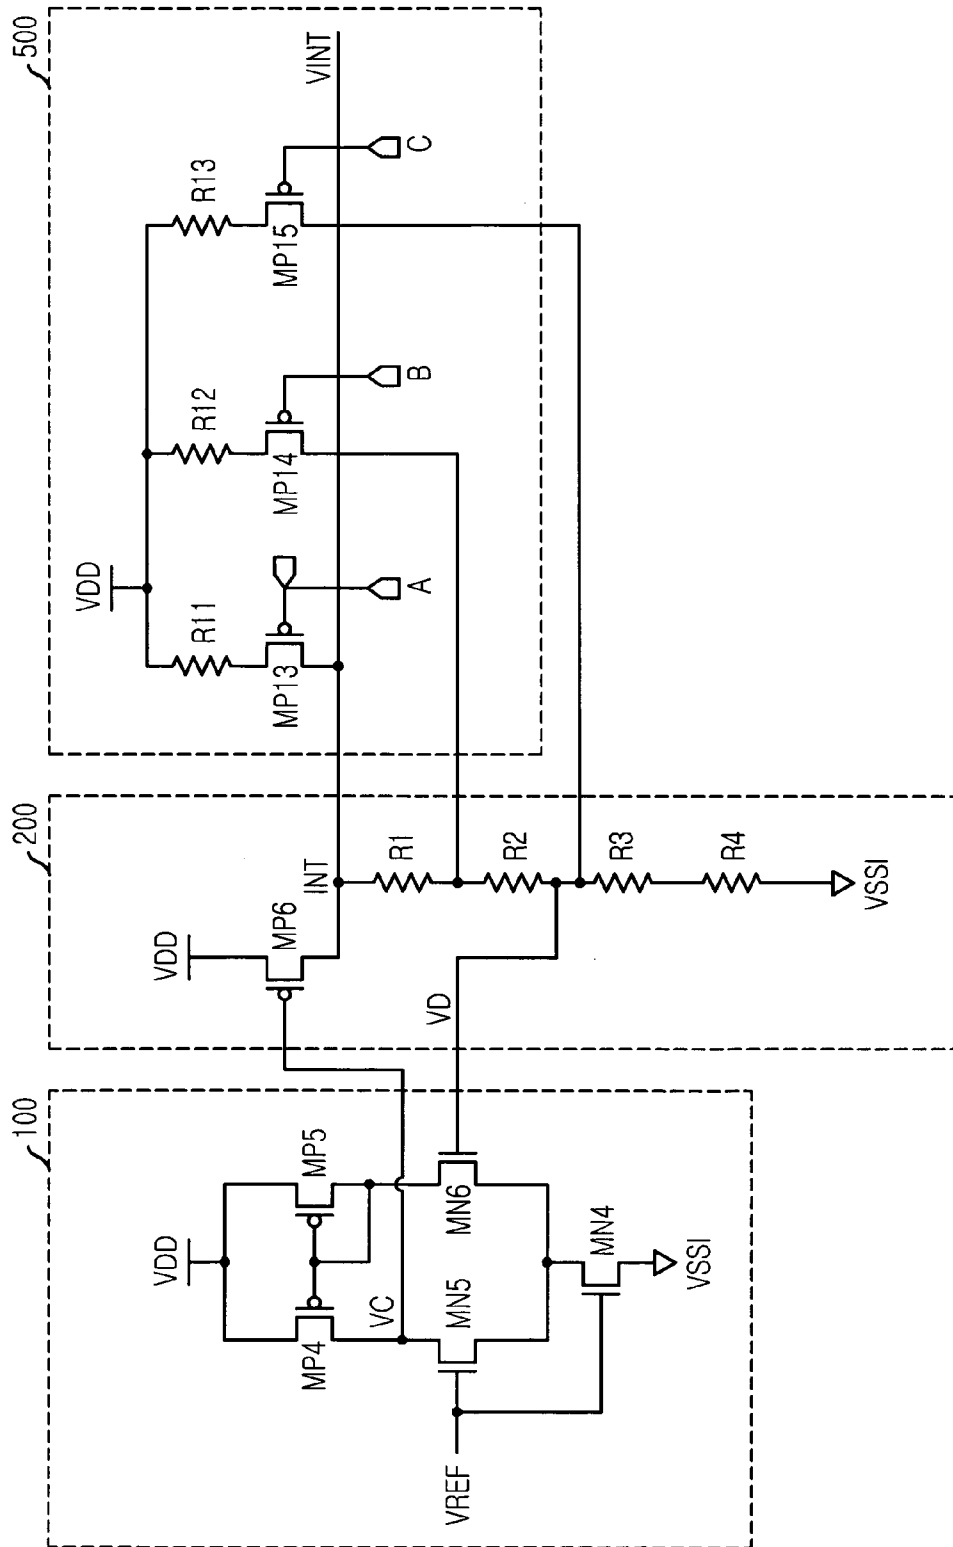 100
VDD
MP4
MP5
VC
MN5
MN6
VREF
MN4
VSSI
200
VDD
MP6
INT
VD
R1
R2
R3
R4
VSSI
500
VDD
R11
R12
R13
MP13
MP14
MP15
A
B
C
VINT